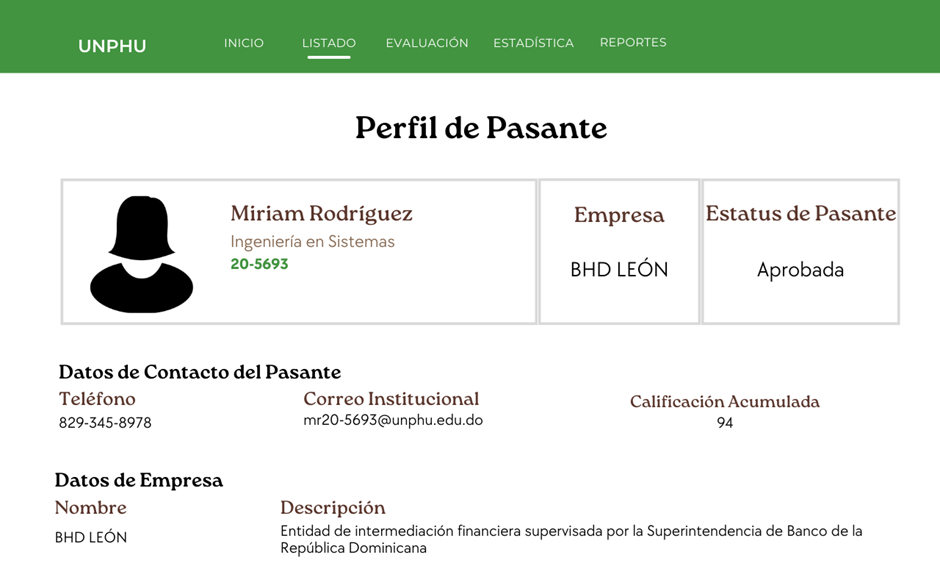 UNPHU
INICIO LISTADO EVALUACIÓN ESTADÍSTICA REPORTES
Perfil de Pasante
Miriam Rodríguez
Ingeniería en Sistemas
20-5693
Empresa
BHD LEÓN
Estatus de Pasante
Aprobada
Datos de Contacto del Pasante
Teléfono
829-345-8978
Correo Institucional
mr20-5693@unphu.edu.do
Calificación Acumulada
94
Datos de Empresa
Nombre
BHD LEÓN
Descripción
Entidad de intermediación financiera supervisada por la Superintendencia de Banco de la
República Dominicana